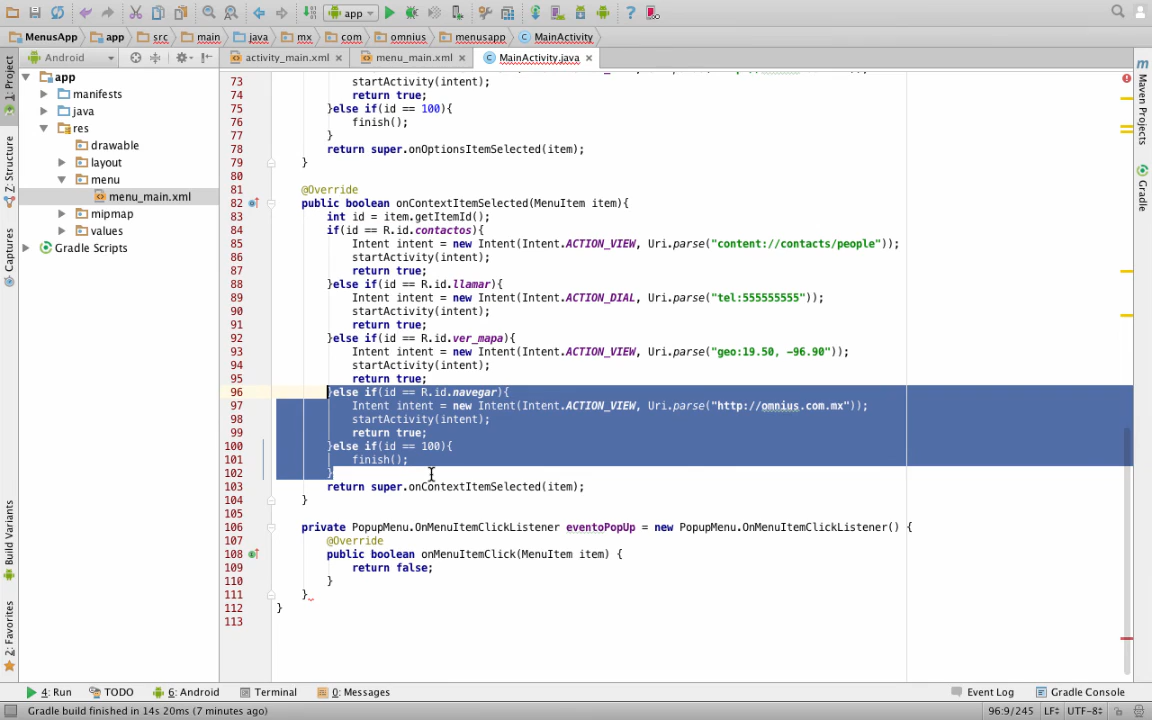 app
MenusApp app src main java mx com omnius menusapp MainActivity
Android
activity_main.xml menu_main.xml MainActivity.java
1: Project
Z: Structure
Captures
Build Variants
2: Favorites
app
manifests
java
res
drawable
layout
menu
menu_main.xml
mipmap
values
Gradle Scripts
73
74 startActivity(intent);
return true;
75 }else if(id == 100){
76 finish();
77 }
78 return super.onOptionsItemSelected(item);
79 }
80
81 @Override
82 public boolean onContextItemSelected(MenuItem item){
83 int id = item.getItemId();
84 if(id == R.id.contactos){
85 Intent intent = new Intent(Intent.ACTION_VIEW, Uri.parse("content://contacts/people"));
86 startActivity(intent);
87 return true;
88 }else if(id == R.id.llamar){
89 Intent intent = new Intent(Intent.ACTION_DIAL, Uri.parse("tel:555555555"));
90 startActivity(intent);
91 return true;
92 }else if(id == R.id.ver_mapa){
93 Intent intent = new Intent(Intent.ACTION_VIEW, Uri.parse("geo:19.50, -96.90"));
94 startActivity(intent);
95 return true;
96 }else if(id == R.id.navegar){
97 Intent intent = new Intent(Intent.ACTION_VIEW, Uri.parse("http://omnius.com.mx"));
98 startActivity(intent);
99 return true;
100 }else if(id == 100){
101 finish();
102 }
103 return super.onContextItemSelected(item);
104 }
105
106 private PopupMenu.OnMenuItemClickListener eventoPopUp = new PopupMenu.OnMenuItemClickListener() {
107 @Override
108 public boolean onMenuItemClick(MenuItem item) {
109 return false;
110 }
111 }
112 }
113
Maven Projects
Gradle
4: Run TODO 6: Android Terminal 0: Messages Event Log Gradle Console
Gradle build finished in 14s 20ms (7 minutes ago) 96:9/245 LF UTF-8